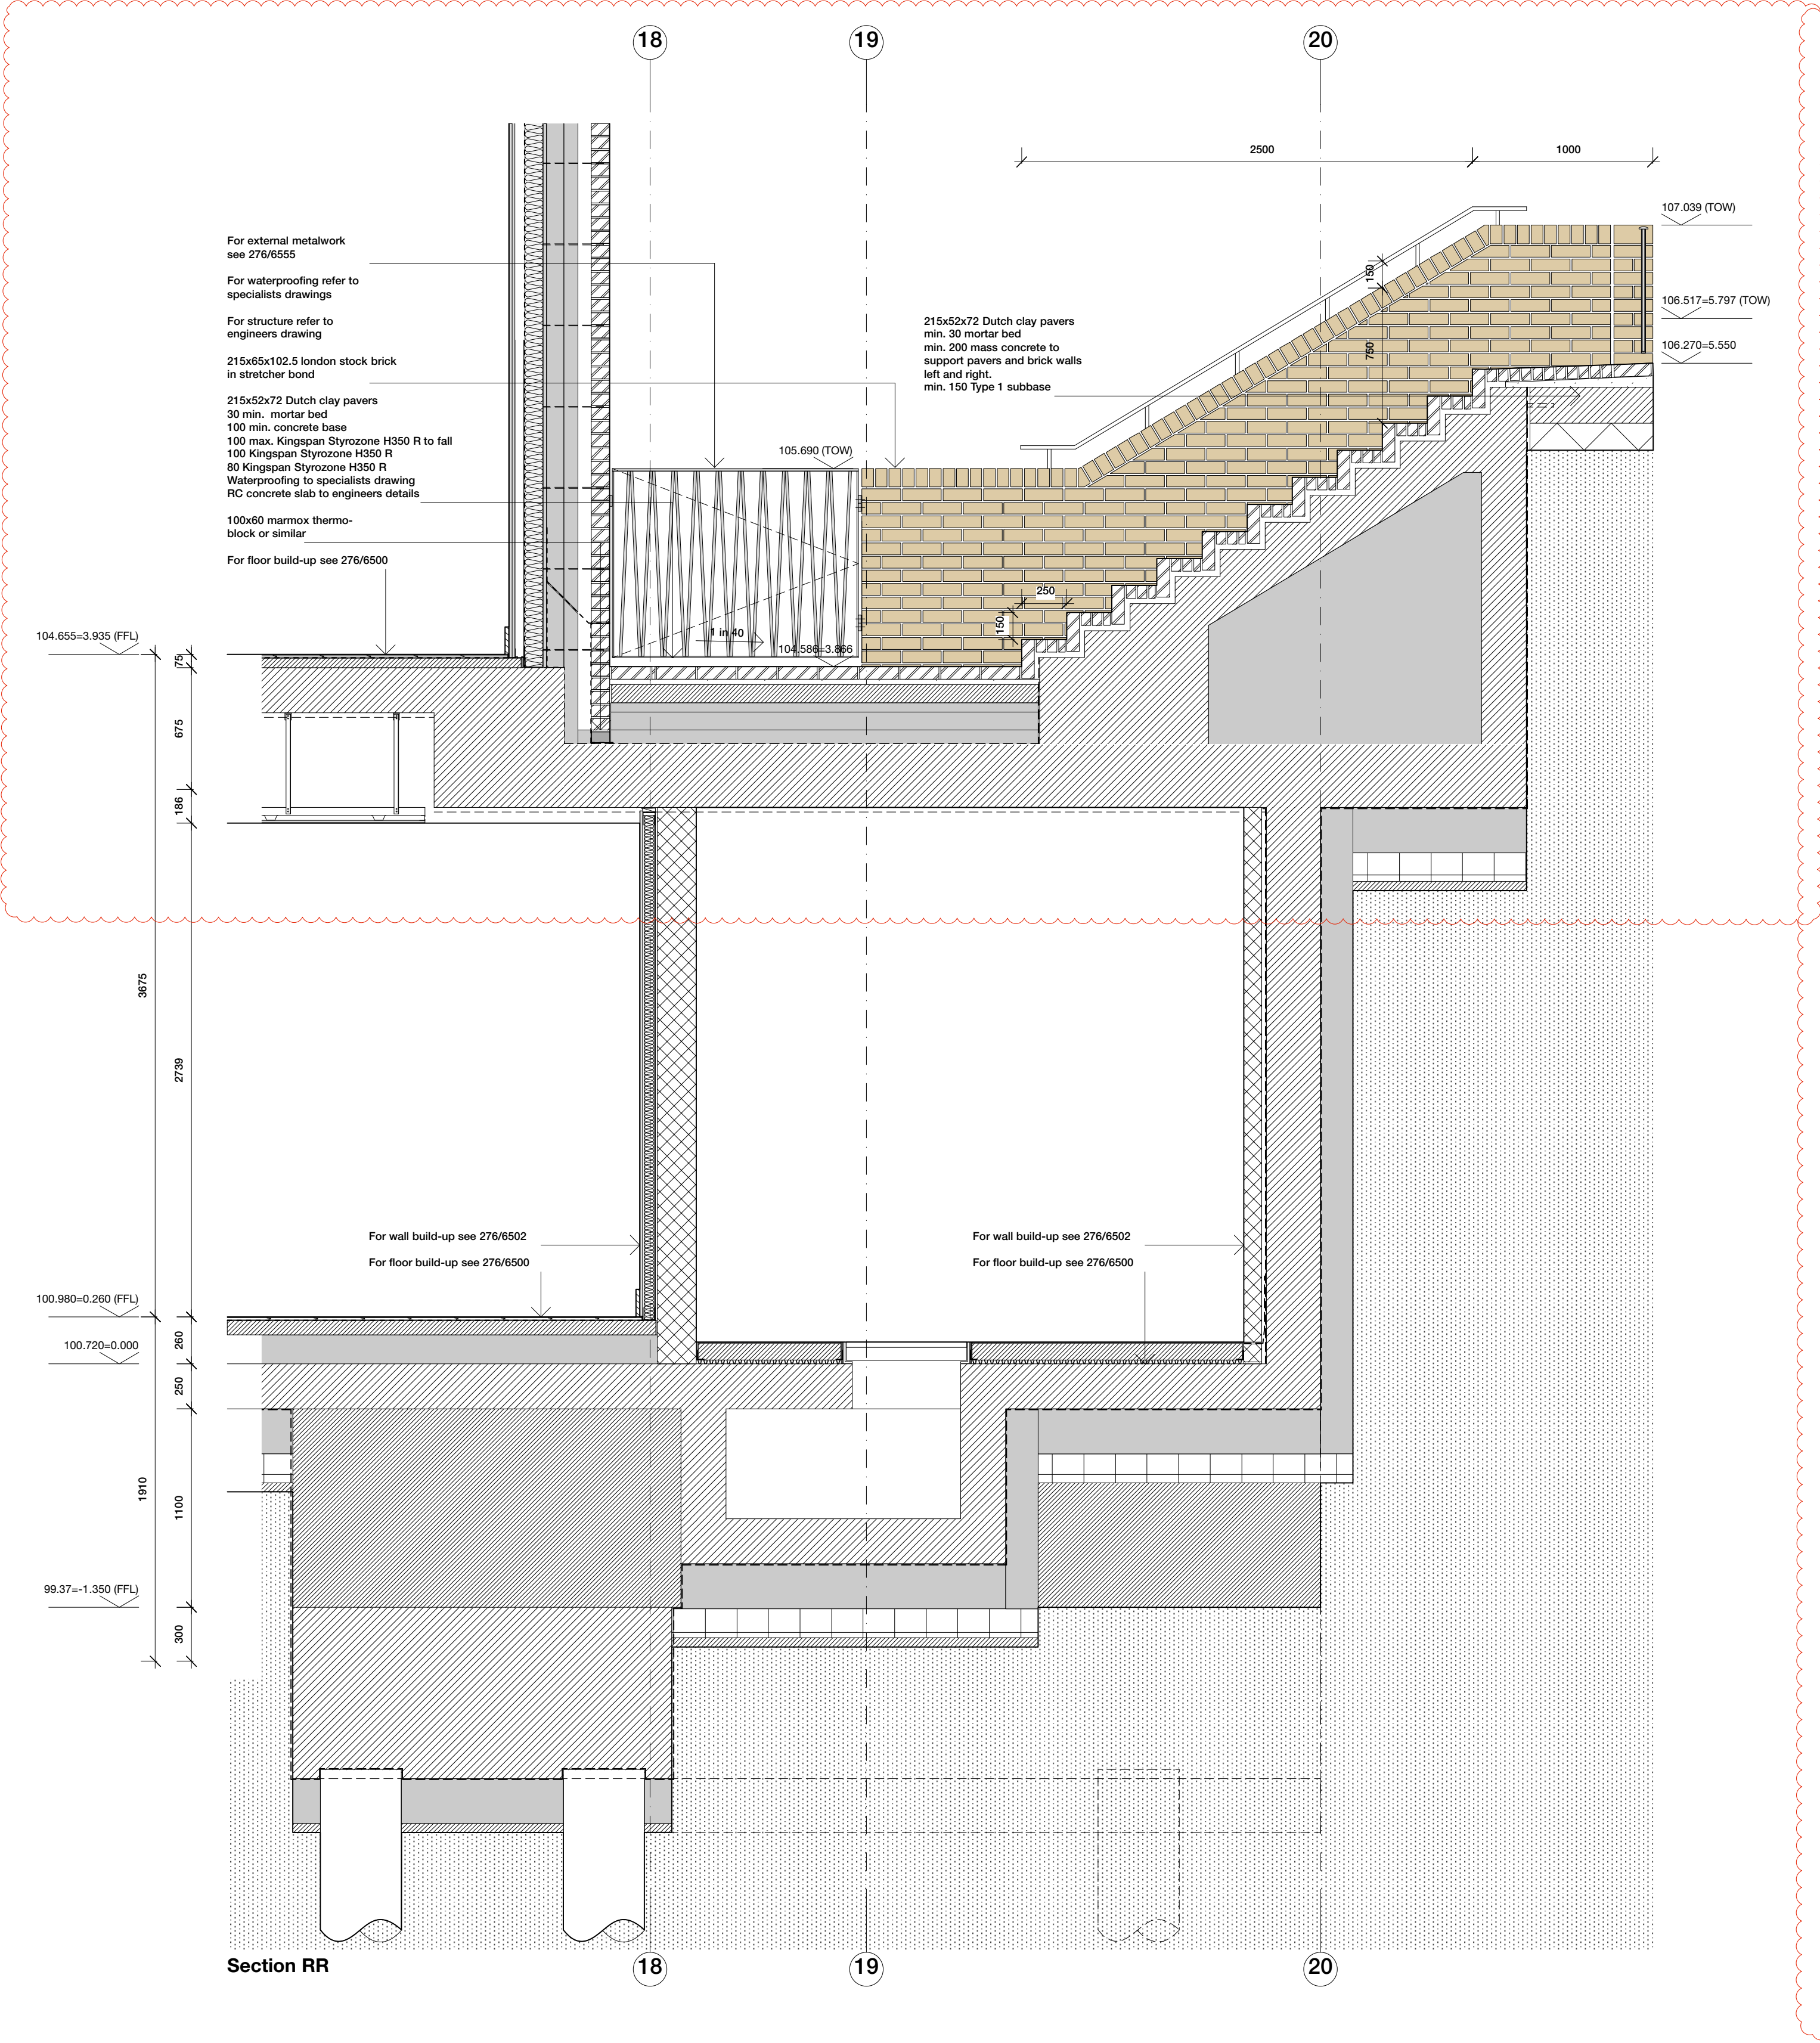 18
19
20
2500
1000
107.039 (TOW)
For external metalwork
see 276/6555
For waterproofing refer to
specialists drawings
For structure refer to
engineers drawing
215x65x102.5 london stock brick
in stretcher bond
215x52x72 Dutch clay pavers
30 min. mortar bed
100 min. concrete base
100 max. Kingspan Styrozone H350 R to fall
100 Kingspan Styrozone H350 R
80 Kingspan Styrozone H350 R
Waterproofing to specialists drawing
RC concrete slab to engineers details
100x60 marmox thermo-
block or similar
For floor build-up see 276/6500
215x52x72 Dutch clay pavers
min. 30 mortar bed
min. 200 mass concrete to
support pavers and brick walls
left and right.
min. 150 Type 1 subbase
150
750
106.517=5.797 (TOW)
106.270=5.550
105.690 (TOW)
250
150
1 in 40
104.586=3.866
104.655=3.935 (FFL)
75
675
186
3675
2739
For wall build-up see 276/6502
For floor build-up see 276/6500
For wall build-up see 276/6502
For floor build-up see 276/6500
100.980=0.260 (FFL)
100.720=0.000
260
250
1910
1100
99.37=-1.350 (FFL)
300
Section RR
18
19
20